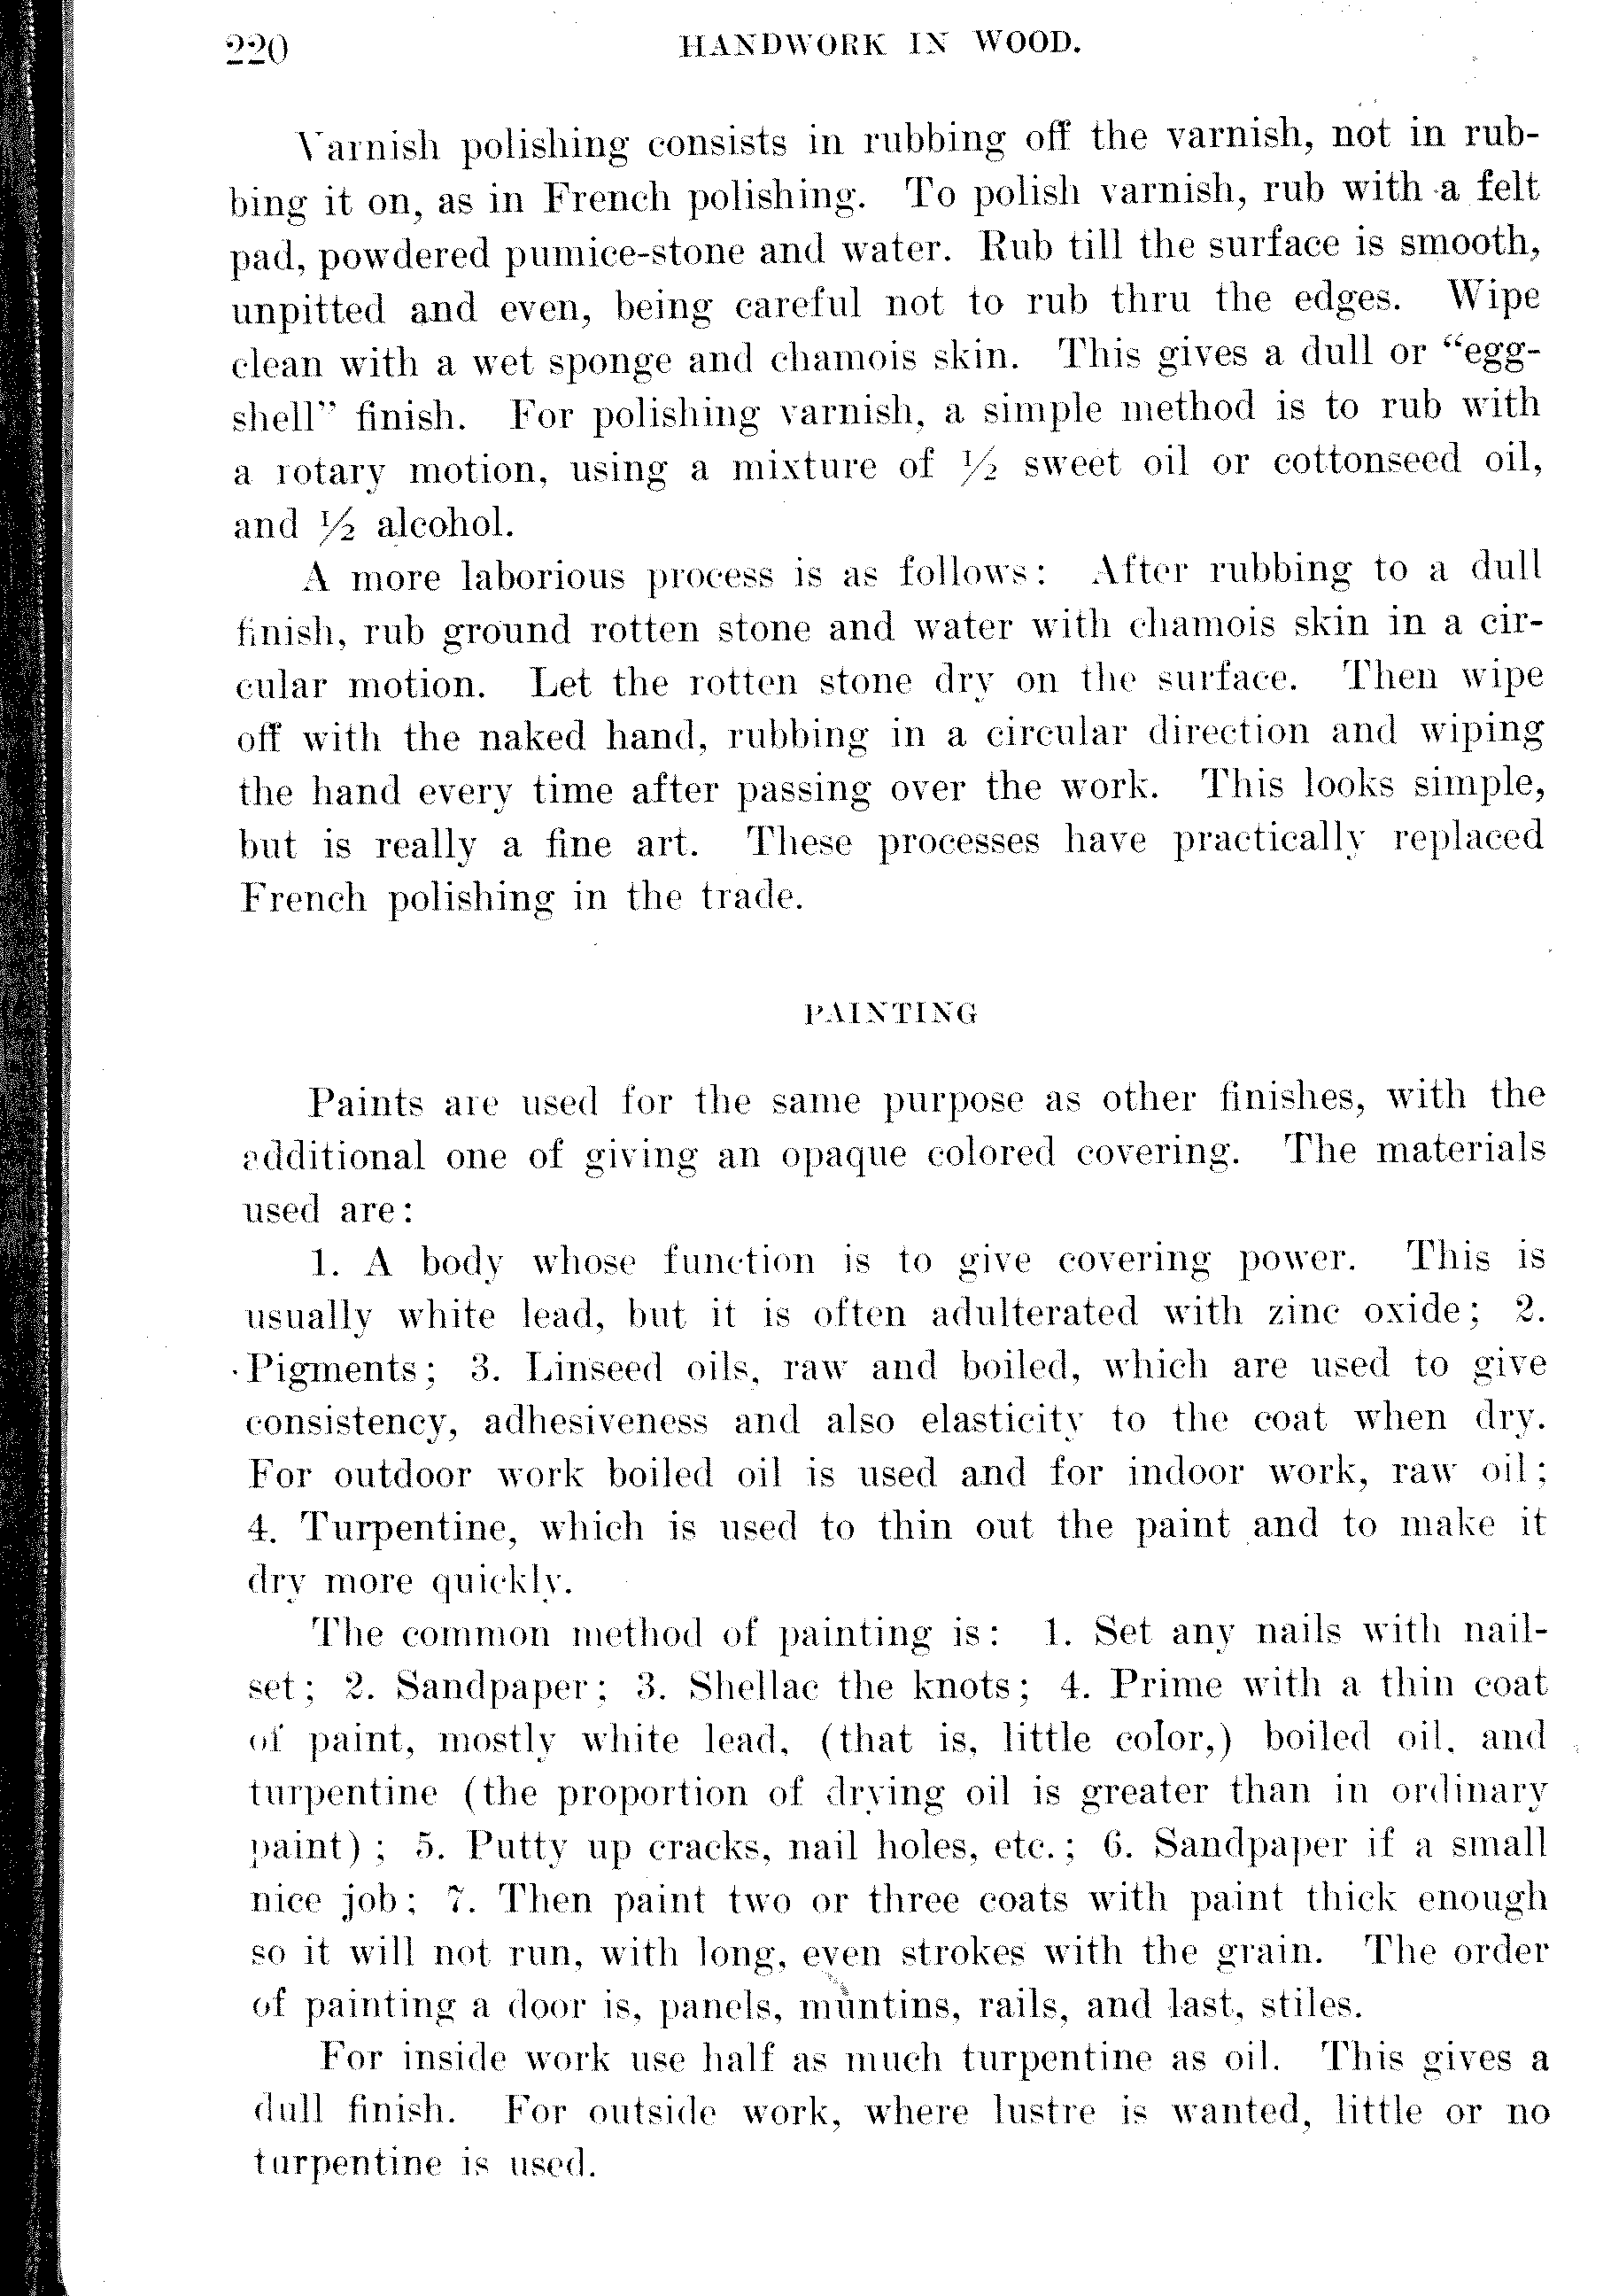 220
HANDWORK IN WOOD.
Varnish polishing consists in rubbing off the varnish, not in rub-
bing it on, as in French polishing. To polish varnish, rub with a felt
pad, powdered pumice-stone and water. Rub till the surface is smooth,
unpitted and even, being careful not to rub thru the edges. Wipe
clean with a wet sponge and chamois skin. This gives a dull or “egg-
shell” finish. For polishing varnish, a simple method is to rub with
a rotary motion, using a mixture of ½ sweet oil or cottonseed oil,
and ½ alcohol.
A more laborious process is as follows: After rubbing to a dull
finish, rub ground rotten stone and water with chamois skin in a cir-
cular motion. Let the rotten stone dry on the surface. Then wipe
off with the naked hand, rubbing in a circular direction and wiping
the hand every time after passing over the work. This looks simple,
but is really a fine art. These processes have practically replaced
French polishing in the trade.
PAINTING
Paints are used for the same purpose as other finishes, with the
additional one of giving an opaque colored covering. The materials
used are:
1. A body whose function is to give covering power. This is
usually white lead, but it is often adulterated with zinc oxide; 2.
Pigments; 3. Linseed oils, raw and boiled, which are used to give
consistency, adhesiveness and also elasticity to the coat when dry.
For outdoor work boiled oil is used and for indoor work, raw oil;
4. Turpentine, which is used to thin out the paint and to make it
dry more quickly.
The common method of painting is: 1. Set any nails with nail-
set; 2. Sandpaper; 3. Shellac the knots; 4. Prime with a thin coat
of paint, mostly white lead, (that is, little color,) boiled oil, and
turpentine (the proportion of drying oil is greater than in ordinary
paint); 5. Putty up cracks, nail holes, etc.; 6. Sandpaper if a small
nice job; 7. Then paint two or three coats with paint thick enough
so it will not run, with long, even strokes with the grain. The order
of painting a door is, panels, muntins, rails, and last, stiles.
For inside work use half as much turpentine as oil. This gives a
dull finish. For outside work, where lustre is wanted, little or no
turpentine is used.